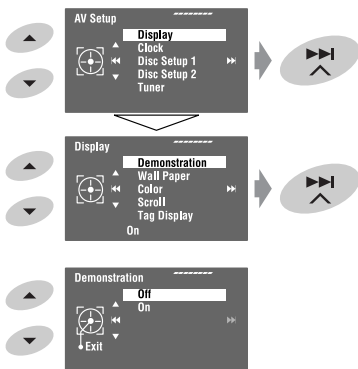 AV Setup
Display
Clock
Disc Setup 1
Disc Setup 2
Tuner
Display
Demonstration
Wall Paper
Color
Scroll
Tag Display
On
Demonstration
Off
On
Exit